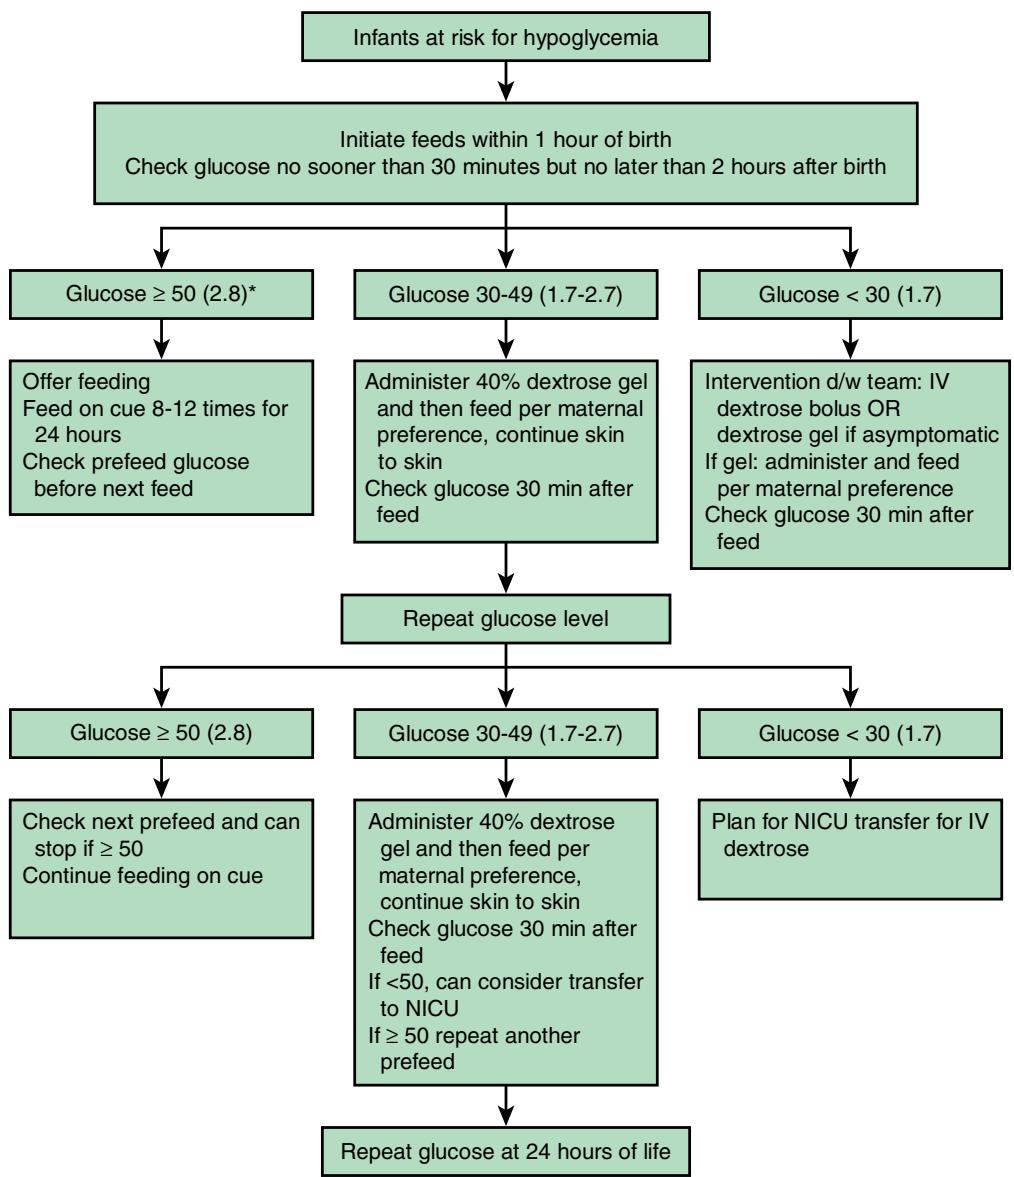 Infants at risk for hypoglycemia
Initiate feeds within 1 hour of birth
Check glucose no sooner than 30 minutes but no later than 2 hours after birth
Glucose ≥ 50 (2.8)*
Glucose 30-49 (1.7-2.7)
Glucose < 30 (1.7)
Offer feeding
Feed on cue 8-12 times for
24 hours
Check prefeed glucose
before next feed
Administer 40% dextrose gel
and then feed per maternal
preference, continue skin
to skin
Check glucose 30 min after
feed
Intervention d/w team: IV
dextrose bolus OR
dextrose gel if asymptomatic
If gel: administer and feed
per maternal preference
Check glucose 30 min after
feed
Repeat glucose level
Glucose ≥ 50 (2.8)
Glucose 30-49 (1.7-2.7)
Glucose < 30 (1.7)
Check next prefeed and can
stop if ≥ 50
Continue feeding on cue
Administer 40% dextrose
gel and then feed per
maternal preference,
continue skin to skin
Check glucose 30 min after
feed
If <50, can consider transfer
to NICU
If ≥ 50 repeat another
prefeed
Plan for NICU transfer for IV
dextrose
Repeat glucose at 24 hours of life